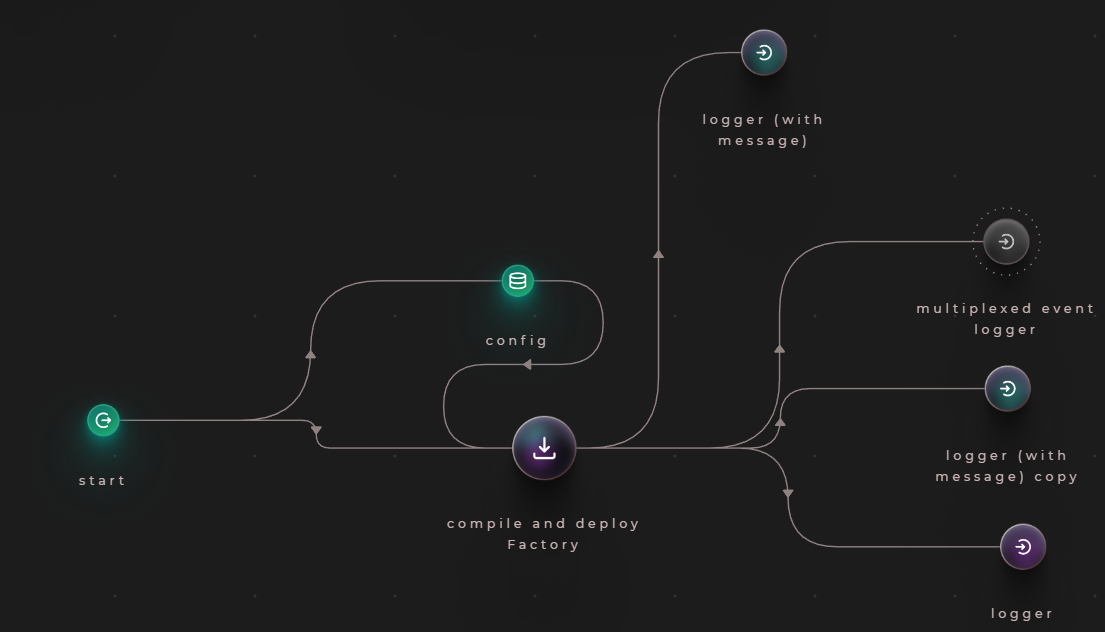 logger (with
message)
multiplexed event
logger
config
logger (with
message) copy
start
compile and deploy
Factory
logger